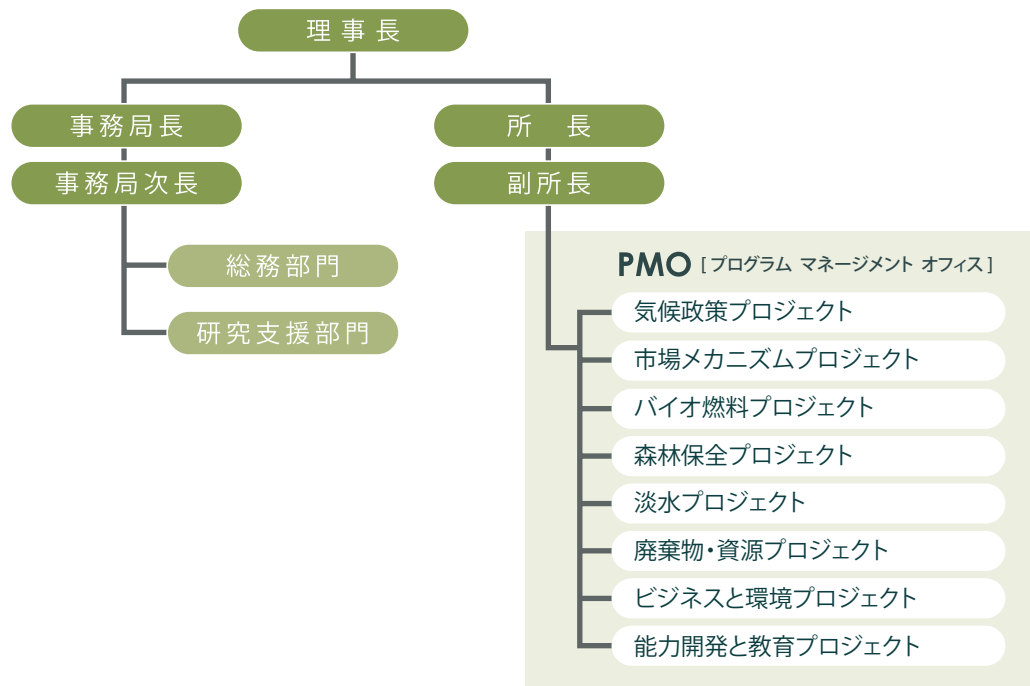 理事長
事務局長
所 長
事務局次長
副所長
総務部門
研究支援部門
PMO [プログラム マネージメント オフィス]
気候政策プロジェクト
市場メカニズムプロジェクト
バイオ燃料プロジェクト
森林保全プロジェクト
淡水プロジェクト
廃棄物・資源プロジェクト
ビジネスと環境プロジェクト
能力開発と教育プロジェクト